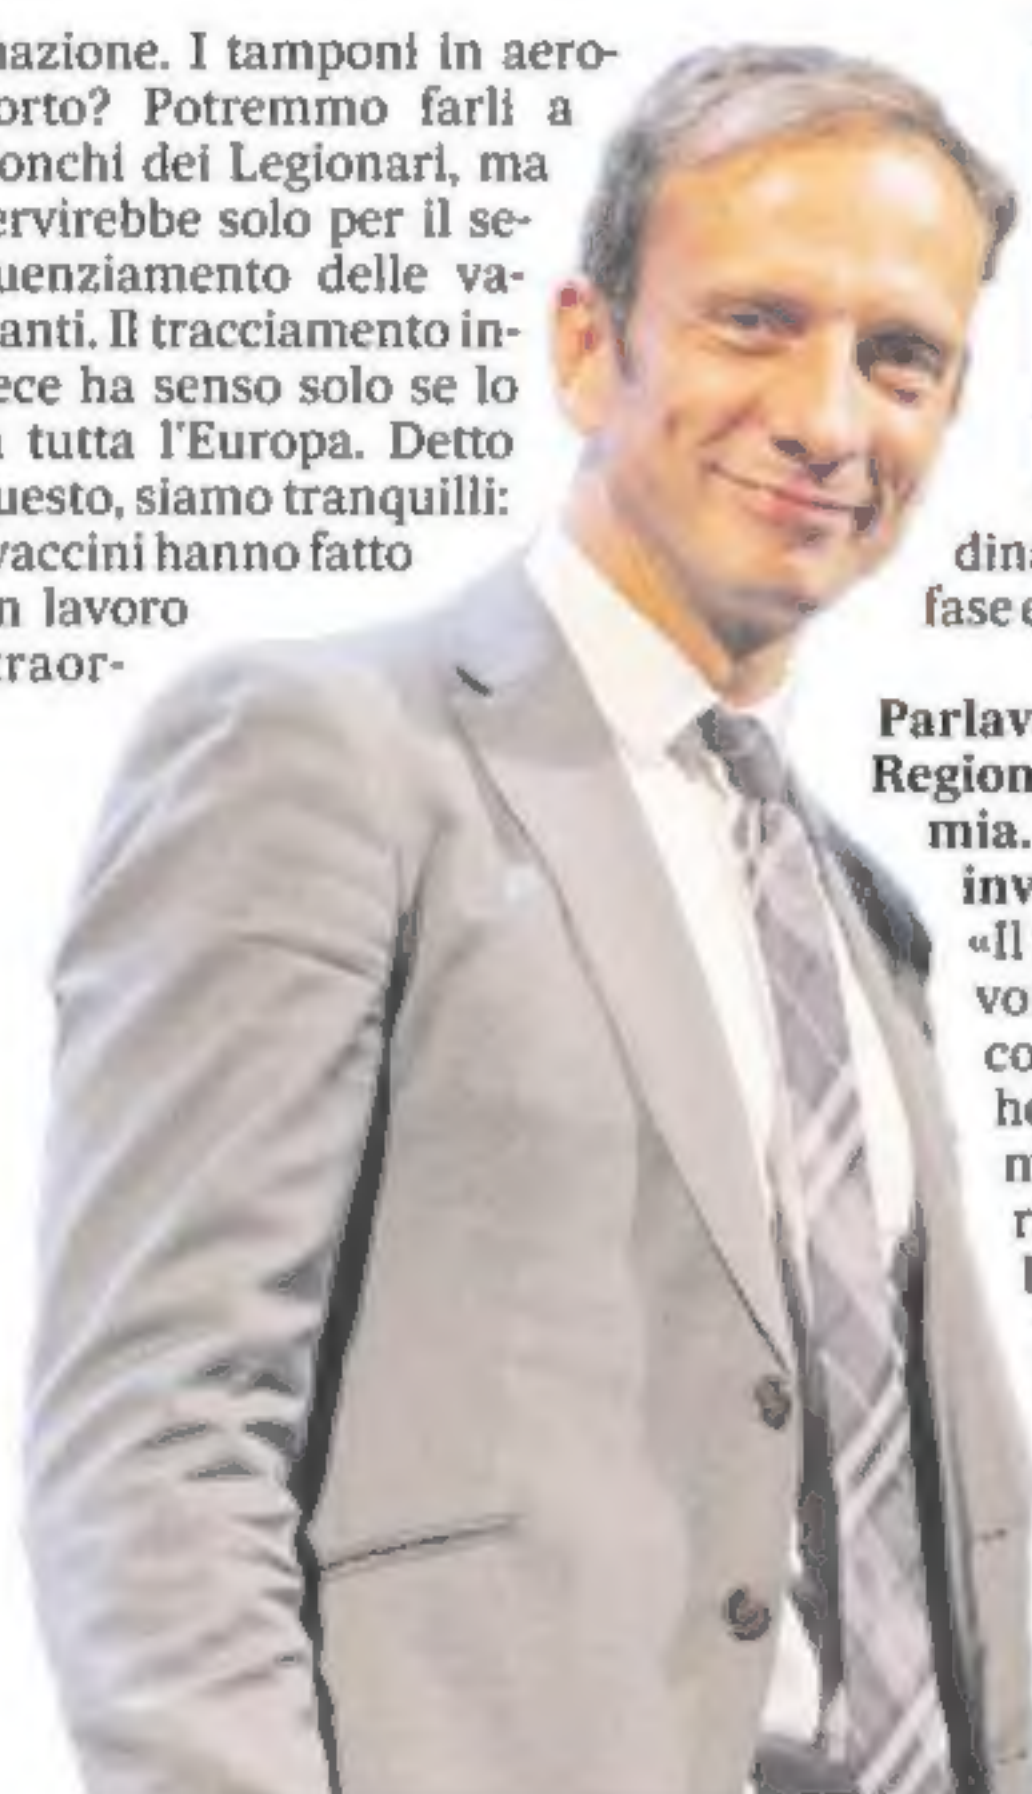 nazione. I tamponi in aero-
orto? Potremmo farli a
onchi dei Legionari, ma
ervirebbe solo per il se-
uenziamento delle va-
anti. Il tracciamento in-
ece ha senso solo se lo
tutta l'Europa. Detto
uesto, siamo tranquilli:
vaccini hanno fatto
n lavoro
traor-
dina
fase e
Parlav
Region
mia.
inv
«Il
vo
co
he
m
r